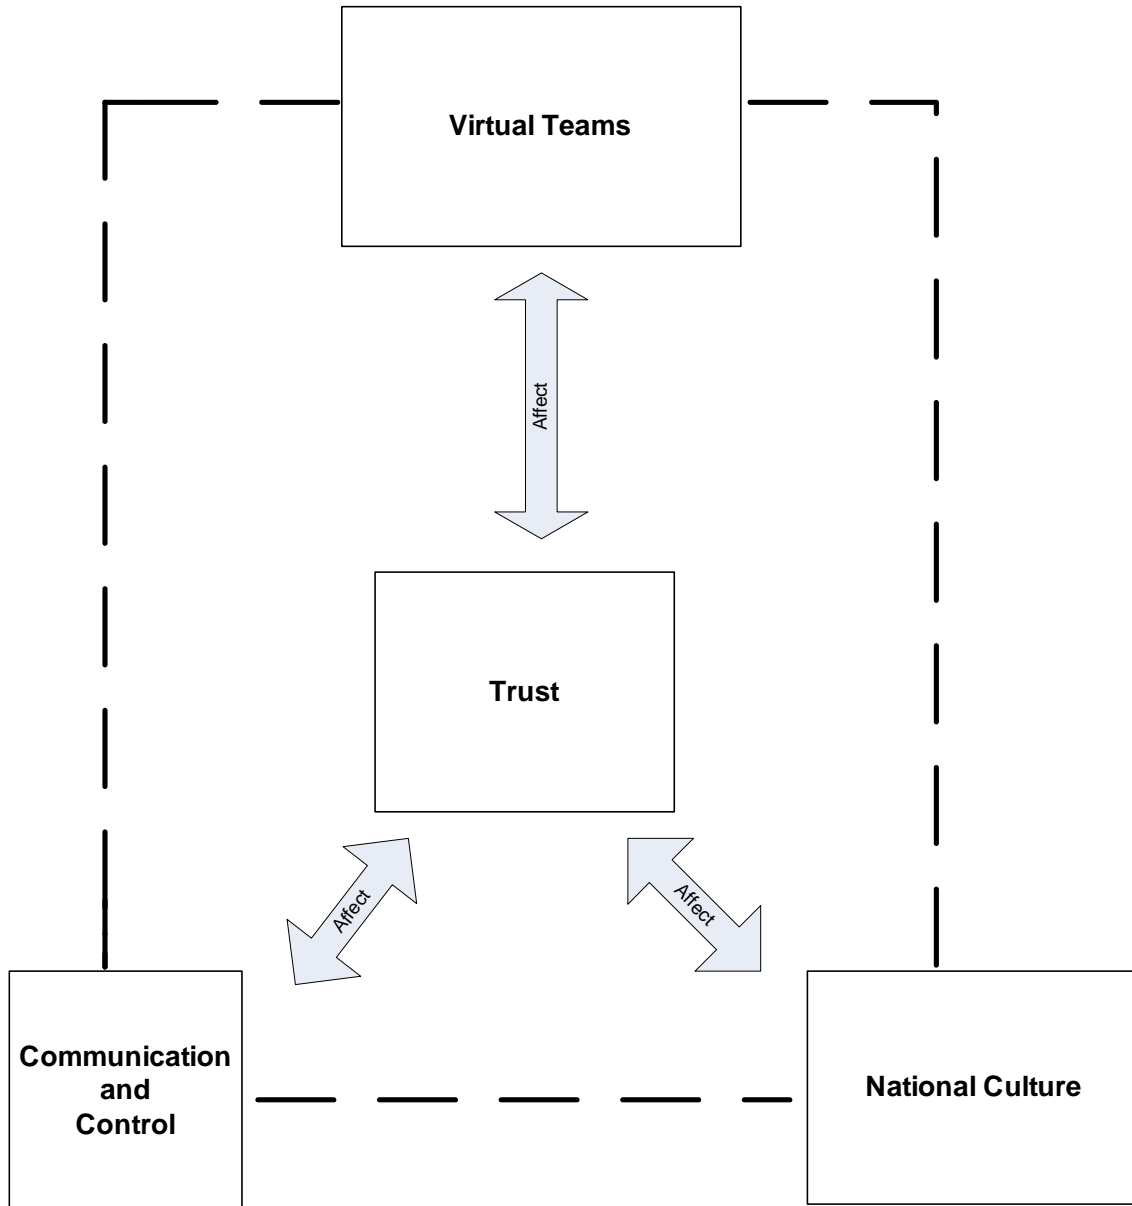 Virtual Teams
Affect
Trust
Affect
Affect
Communication
and
Control
National Culture